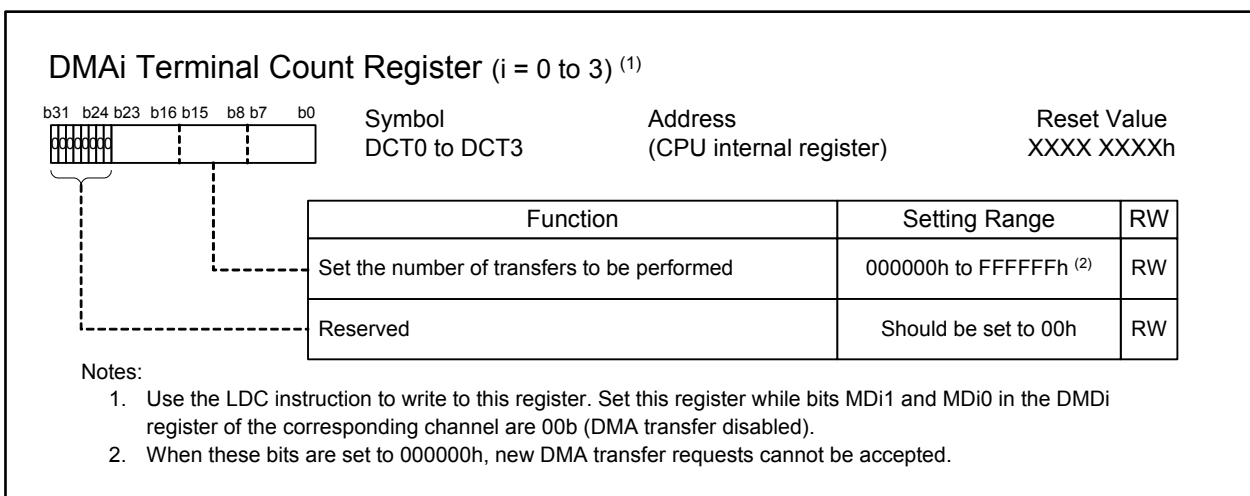 DMAi Terminal Count Register (i = 0 to 3) (1)
b31 b24 b23 b16 b15 b8 b7 b0
Symbol Address Reset Value
00000000
DCT0 to DCT3 (CPU internal register) XXXX XXXXh
Function Setting Range RW
Set the number of transfers to be performed 000000h to FFFFFFh (2) RW
Reserved Should be set to 00h RW
Notes:
1. Use the LDC instruction to write to this register. Set this register while bits MDi1 and MDi0 in the DMDi
register of the corresponding channel are 00b (DMA transfer disabled).
2. When these bits are set to 000000h, new DMA transfer requests cannot be accepted.